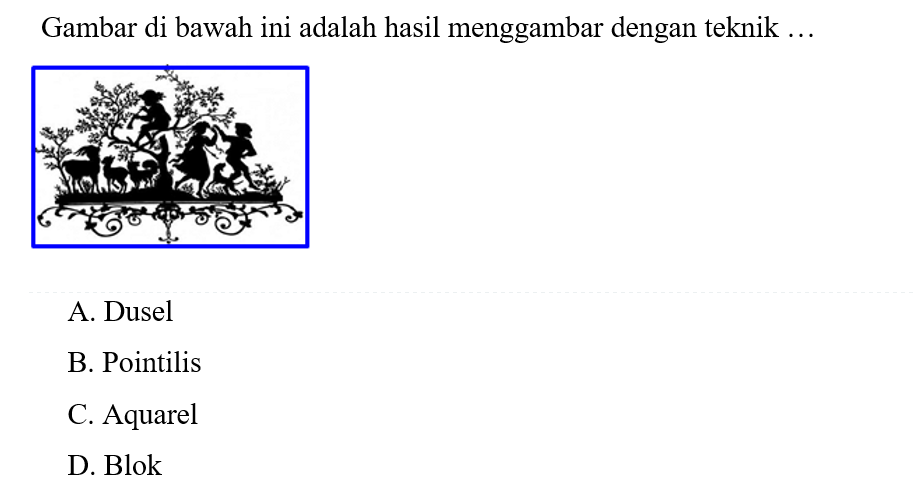 Gambar di bawah ini adalah hasil menggambar dengan teknik …
A. Dusel
B. Pointilis
C. Aquarel
D. Blok